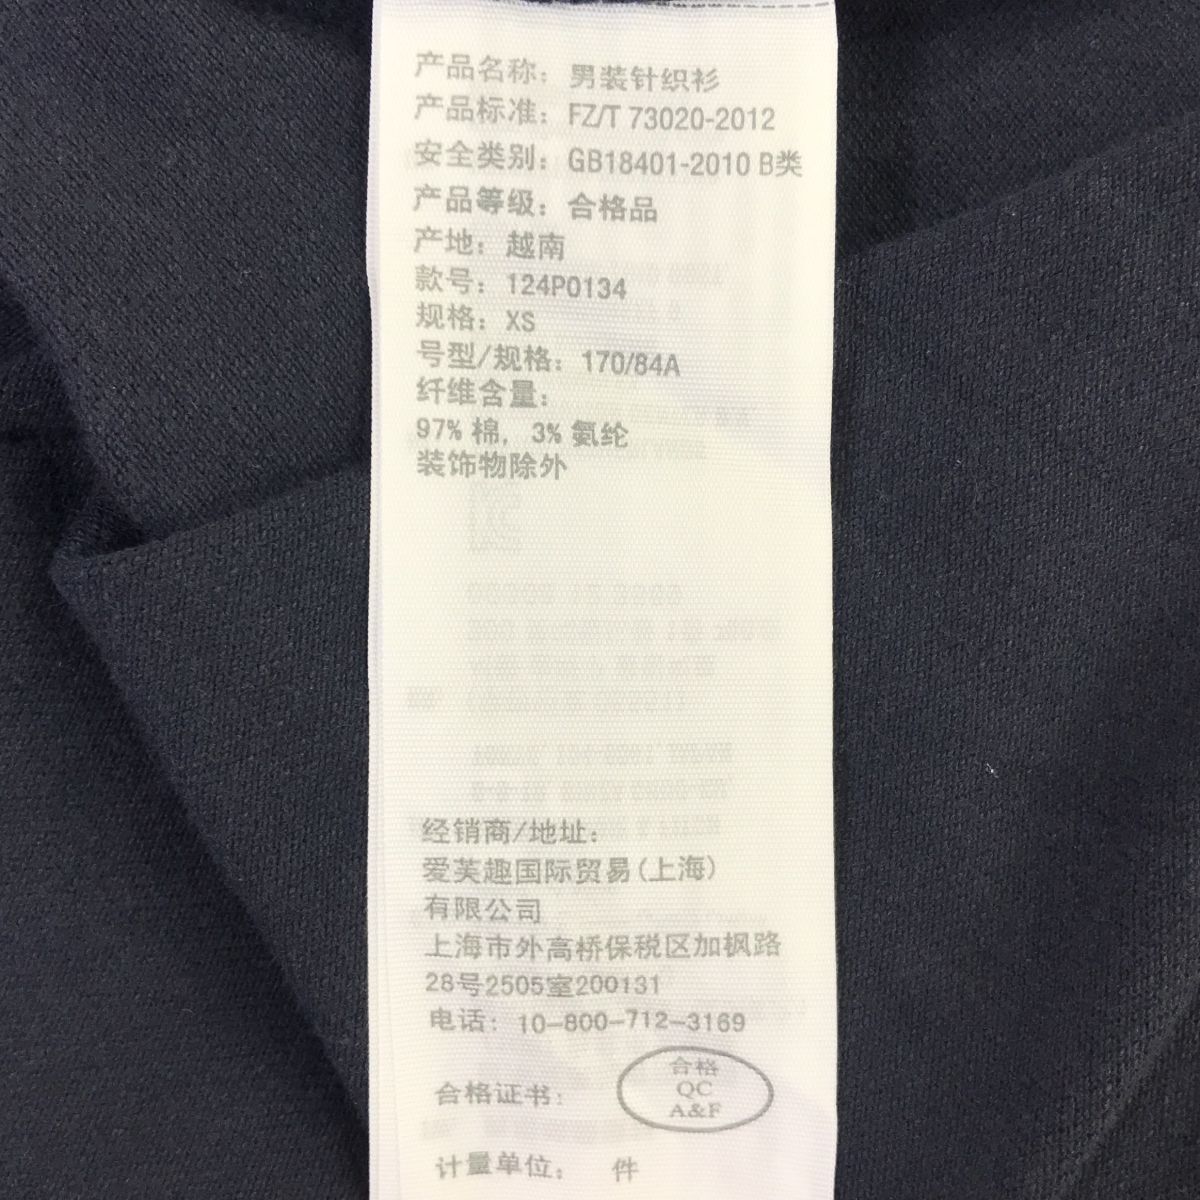 产品名称: 男装针织衫
产品标准: FZ/T 73020-2012
安全类别: GB18401-2010 B类
产品等级: 合格品
产地: 越南
款号: 124P0134
规格: XS
号型/规格: 170/84A
纤维含量:
97% 棉, 3% 氨纶
装饰物除外
经销商/地址:
爱芙趣国际贸易(上海)
有限公司
上海市外高桥保税区加枫路
28号2505室200131
电话: 10-800-712-3169
合格证书:
合格
QC
A&F
计量单位: 件